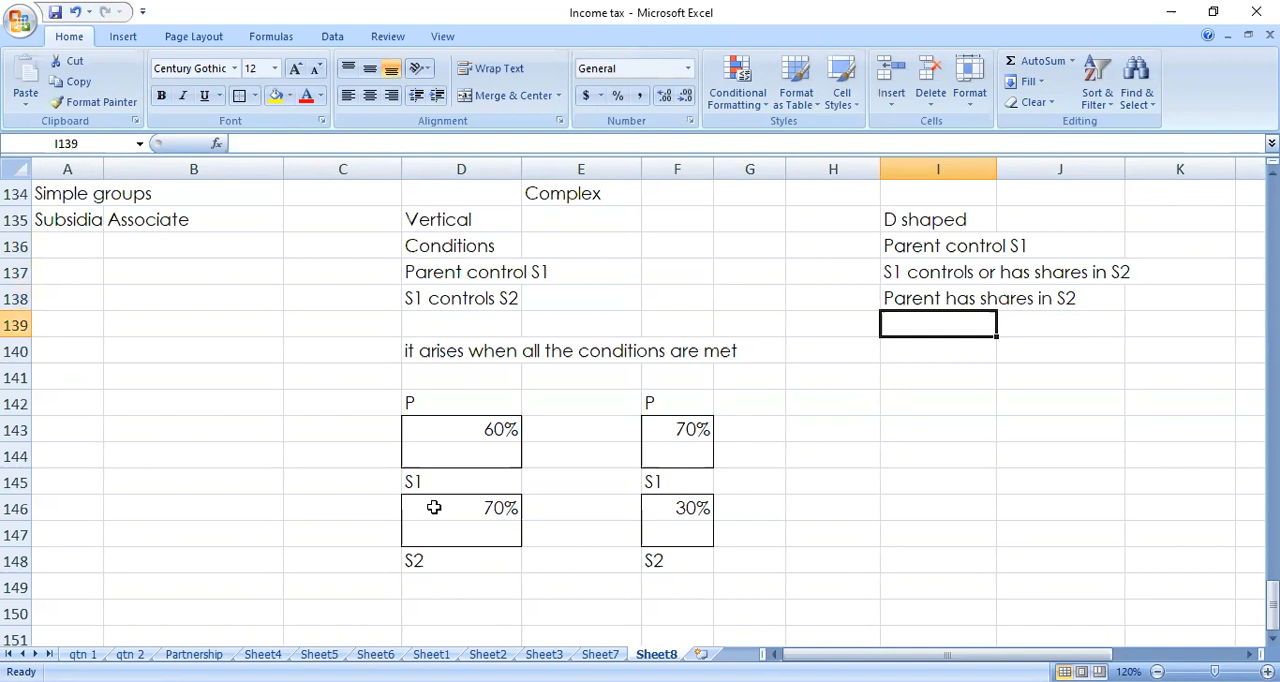 Income tax - Microsoft Excel
Home Insert Page Layout Formulas Data Review View
Paste Cut Copy Format Painter Clipboard
Century Gothic 12 Font
Wrap Text Merge & Center Alignment
General $ % , Number
Conditional Formatting Format as Table Cell Styles Styles
Insert Delete Format Cells
Σ AutoSum Fill Clear Sort & Filter Find & Select Editing
I139 fx
A B C D E F G H I J K
134 Simple groups Complex
135 Subsidia Associate Vertical D shaped
136 Conditions Parent control S1
137 Parent control S1 S1 controls or has shares in S2
138 S1 controls S2 Parent has shares in S2
139
140 it arises when all the conditions are met
141
142 P P
143 60% 70%
144
145 S1 S1
146 70% 30%
147
148 S2 S2
149
150
151
qtn 1 qtn 2 Partnership Sheet4 Sheet5 Sheet6 Sheet1 Sheet2 Sheet3 Sheet7 Sheet8
Ready 120%